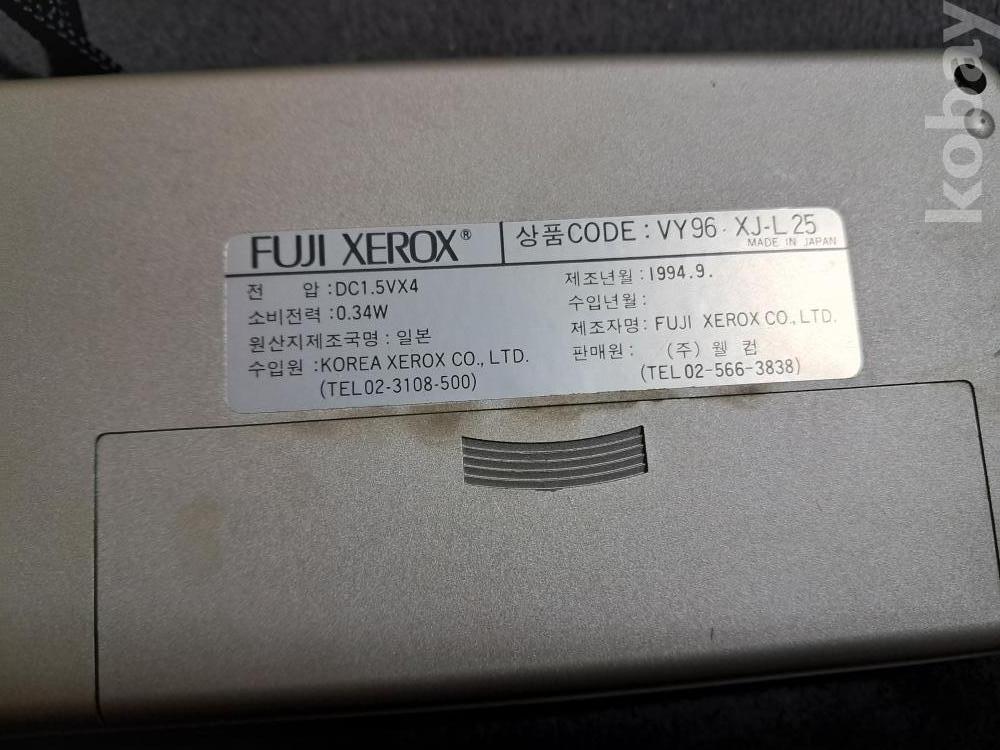 FUJI XEROX® 상품CODE : VY96 · XJ-L25
MADE IN JAPAN
전 압 :DC1.5VX4
소비전력 :0.34W
원산지제조국명 : 일본
수입원 :KOREA XEROX CO., LTD.
(TEL02-3108-500)
제조년월 :1994.9.
수입년월 :
제조자명: FUJI XEROX CO., LTD.
판매원 : (주) 웰 컴
(TEL 02-566-3838)
kobay